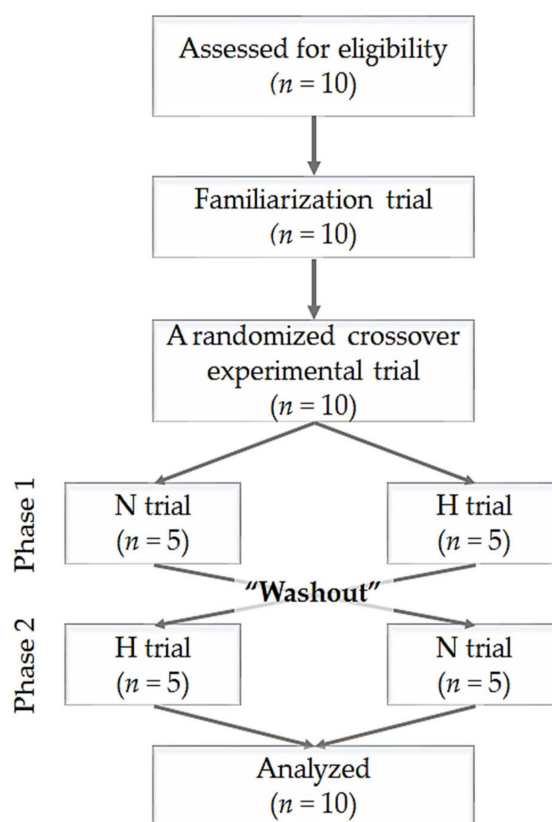 Assessed for eligibility
(n = 10)
Familiarization trial
(n = 10)
A randomized crossover
experimental trial
(n = 10)
Phase 1
N trial
(n = 5)
H trial
(n = 5)
"Washout"
Phase 2
H trial
(n = 5)
N trial
(n = 5)
Analyzed
(n = 10)